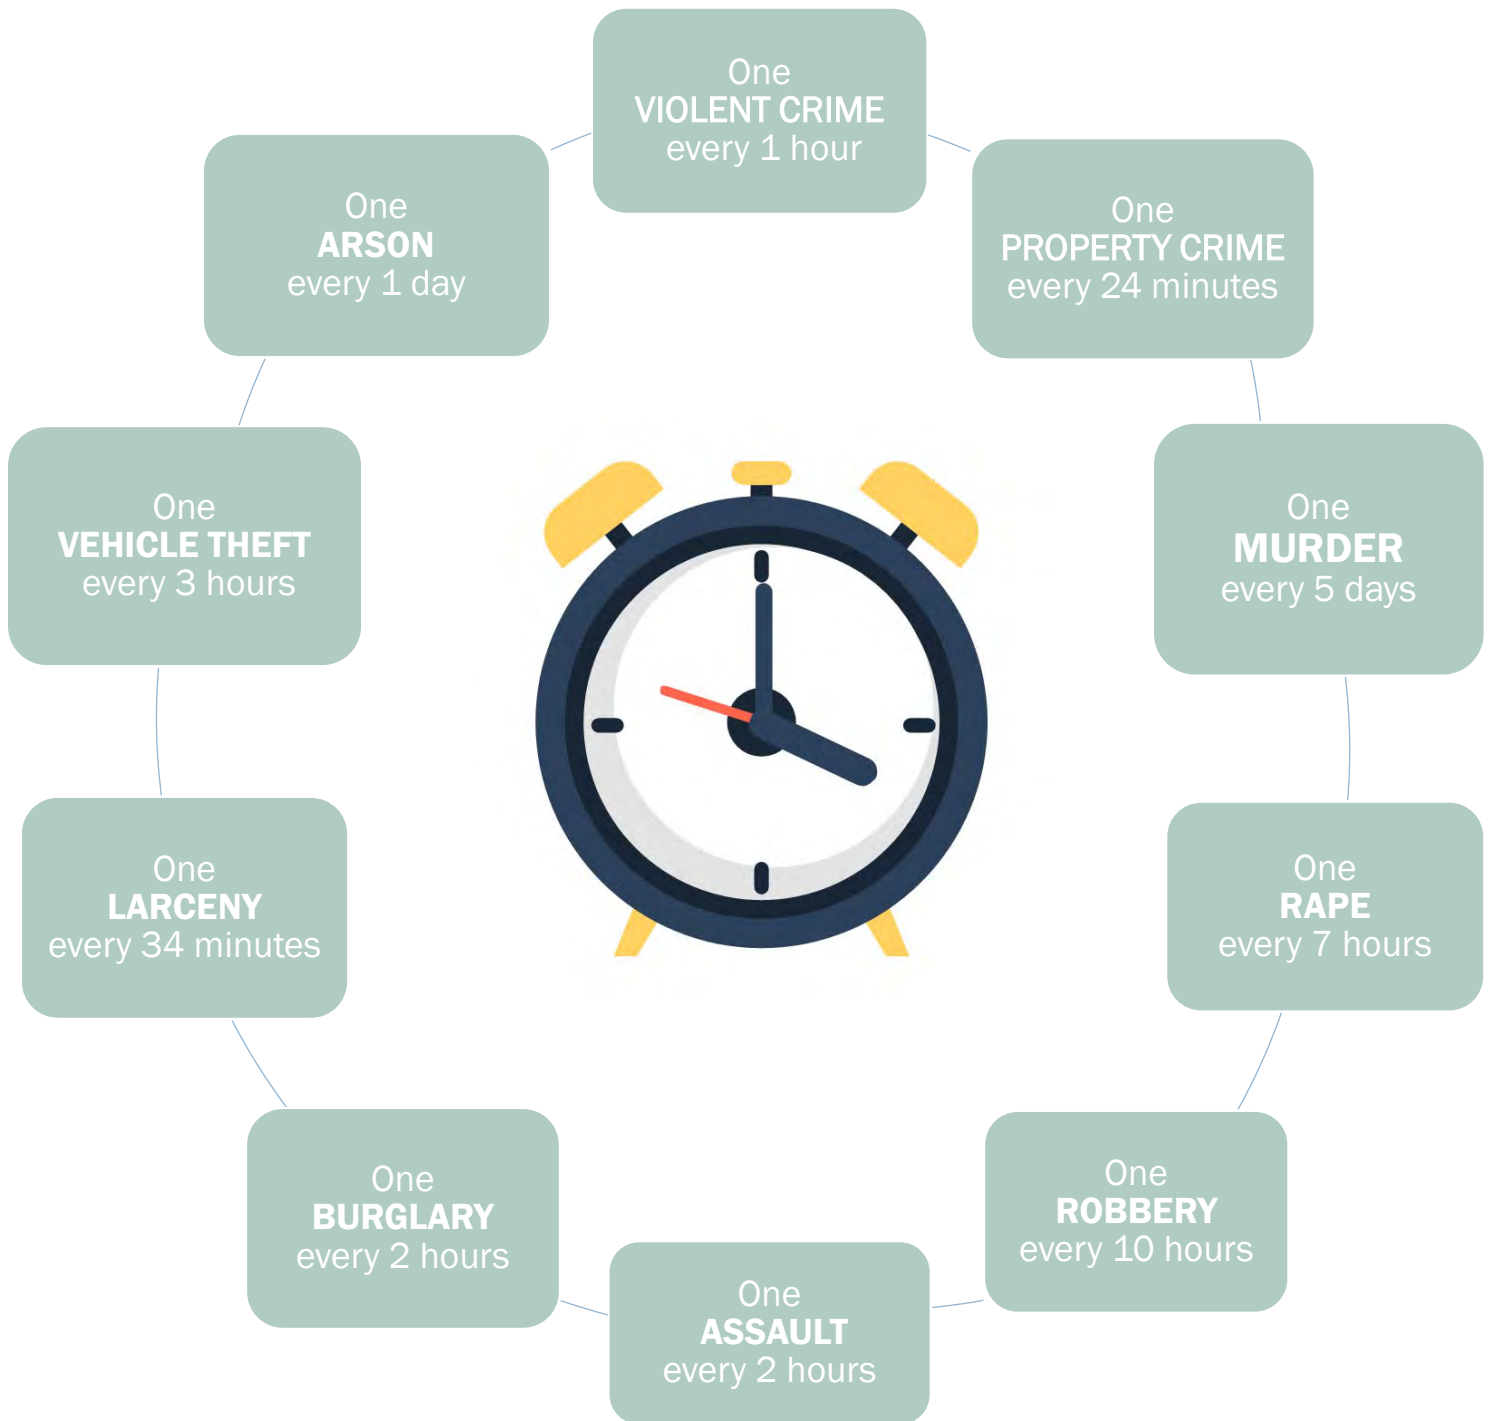 One
VIOLENT CRIME
every 1 hour
One
PROPERTY CRIME
every 24 minutes
One
MURDER
every 5 days
One
RAPE
every 7 hours
One
ROBBERY
every 10 hours
One
ASSAULT
every 2 hours
One
BURGLARY
every 2 hours
One
LARCENY
every 34 minutes
One
VEHICLE THEFT
every 3 hours
One
ARSON
every 1 day